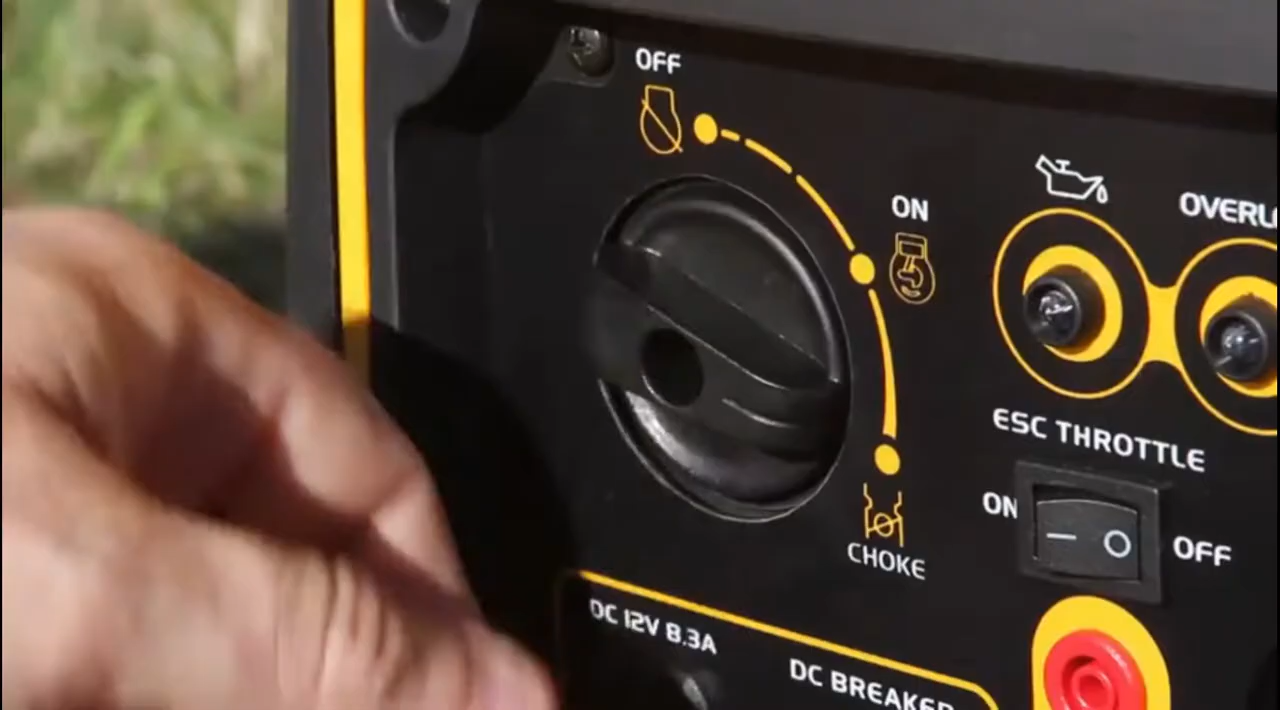 OFF
ON
OVERL
ESC THROTTLE
ON
OFF
CHOKE
DC 12V 8.3A
DC BREAKER